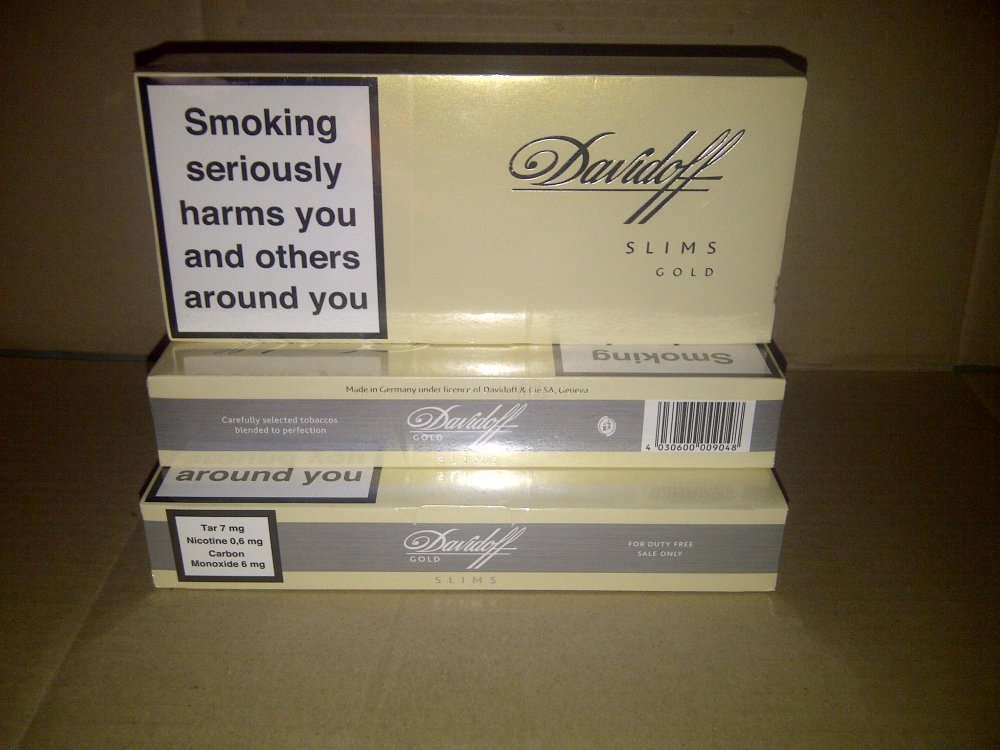 Smoking
seriously
harms you
and others
around you
Davidoff
SLIMS
GOLD
Smoking
Made in Germany under licence of Davidoff & Cie SA, Geneva
Carefully selected tobaccos
blended to perfection
Davidoff
GOLD
SLIMS
4 030600 009048
around you
Tar 7 mg
Nicotine 0,6 mg
Carbon
Monoxide 6 mg
Davidoff
GOLD
SLIMS
FOR DUTY FREE
SALE ONLY